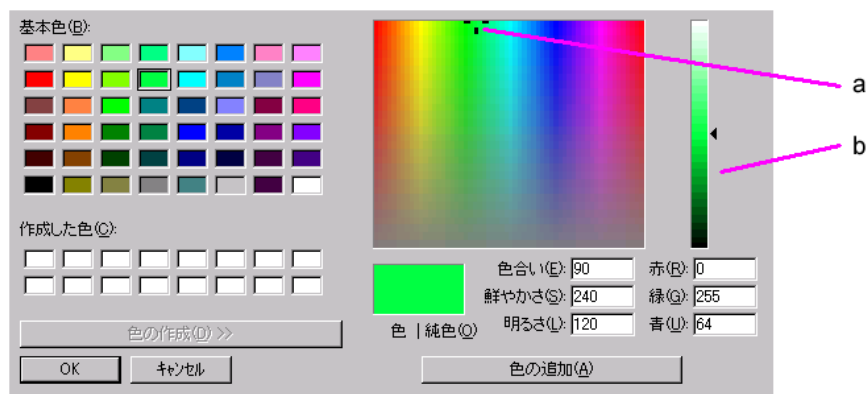 基本色(B):
a
b
作成した色(C):
色の作成(D) >>
OK
キャンセル
色 | 純色(O)
色合い(E): 90
鮮やかさ(S): 240
明るさ(L): 120
赤(R): 0
緑(G): 255
青(U): 64
色の追加(A)